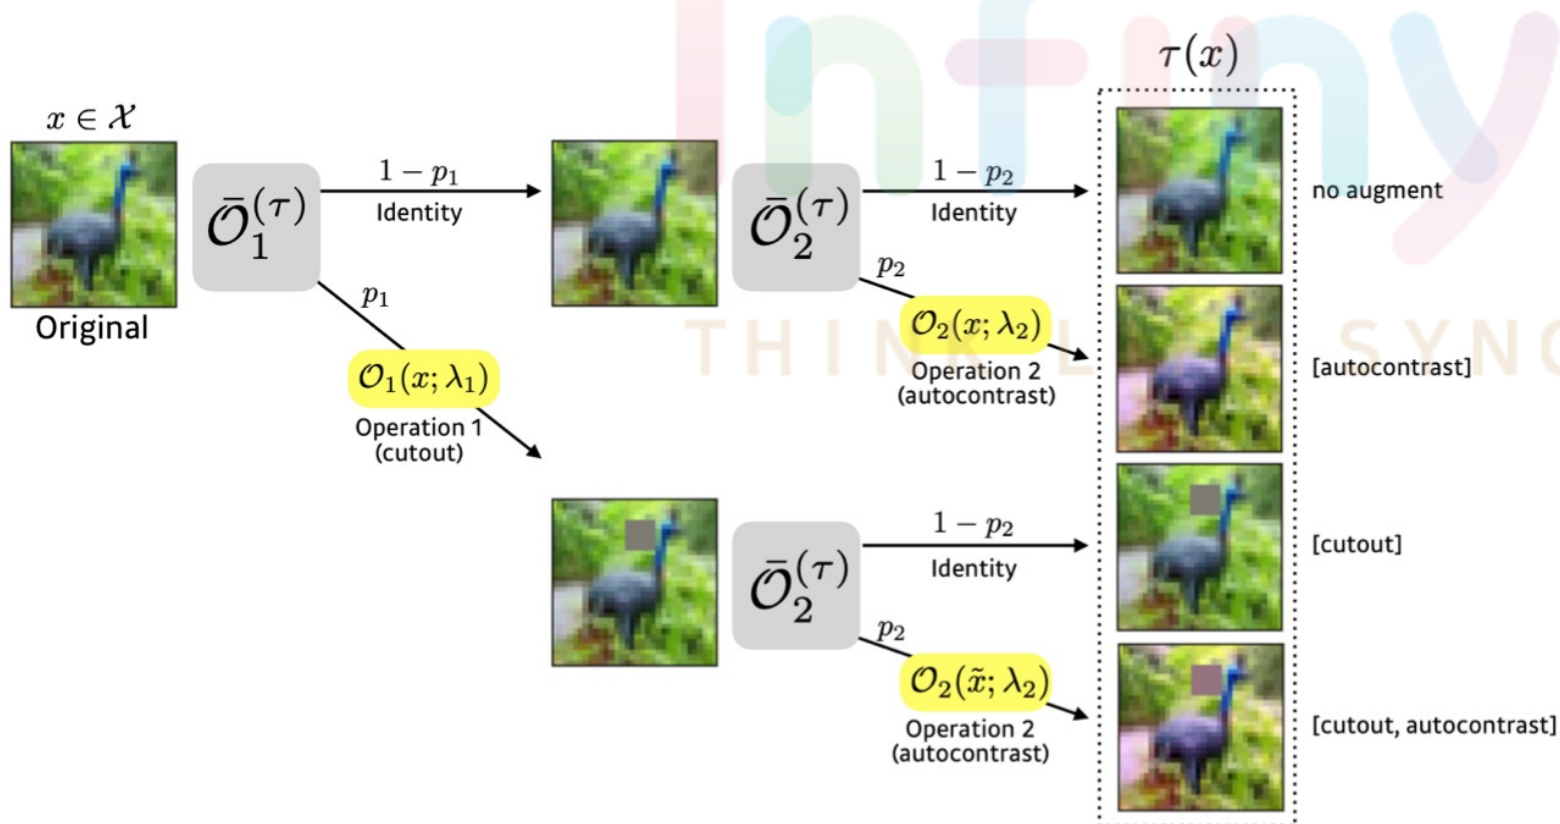 Infiny
THINK L SYNC
τ(x)
x ∈ 𝒳
Original
Ō₁^(τ)
1 − p₁
Identity
p₁
O₁(x; λ₁)
Operation 1
(cutout)
Ō₂^(τ)
1 − p₂
Identity
p₂
O₂(x; λ₂)
Operation 2
(autocontrast)
no augment
[autocontrast]
Ō₂^(τ)
1 − p₂
Identity
p₂
O₂(x̃; λ₂)
Operation 2
(autocontrast)
[cutout]
[cutout, autocontrast]